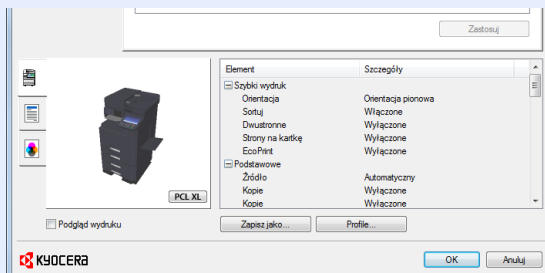 Zastosuj
Element Szczegóły
Szybki wydruk
Orientacja Orientacja pionowa
Sortuj Włączone
Dwustronne Wyłączone
Strony na kartkę Wyłączone
EcoPrint Wyłączone
Podstawowe
Źródło Automatyczny
Kopie Wyłączone
Kopie Wyłączone
PCL XL
Podgląd wydruku Zapisz jako... Profile...
KYOCERA OK Anuluj